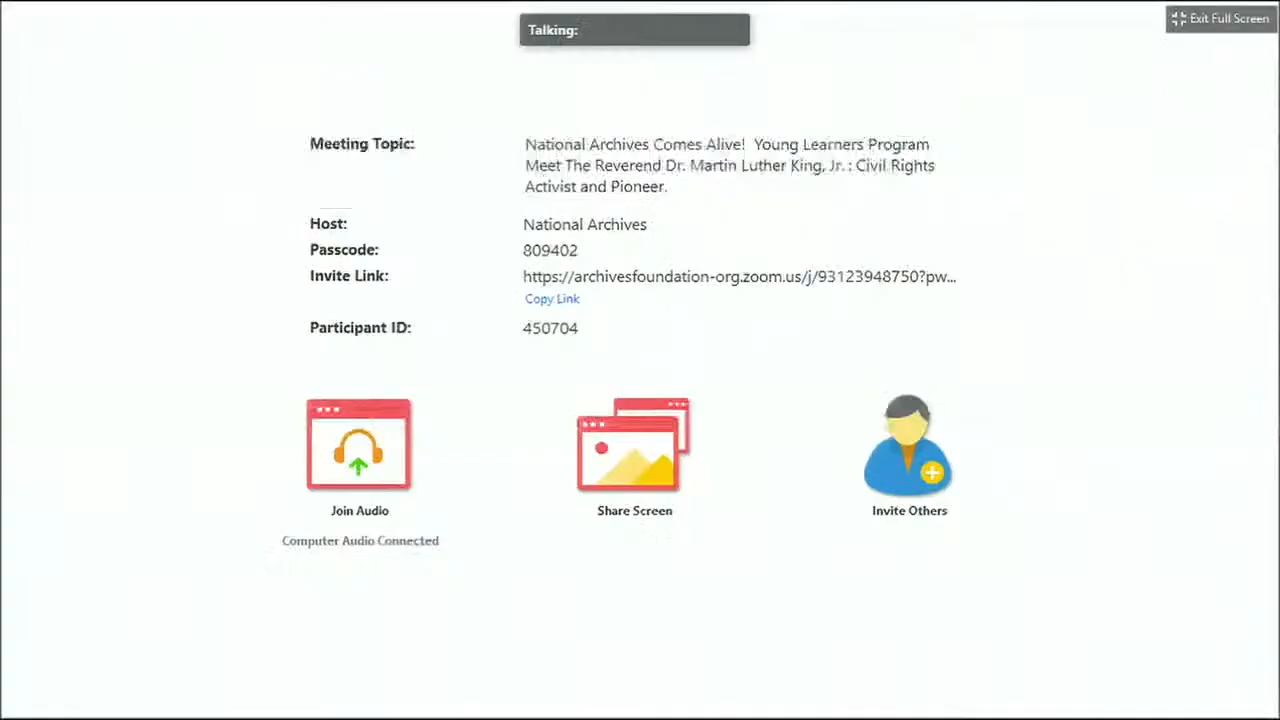 Talking:
Exit Full Screen
Meeting Topic: National Archives Comes Alive! Young Learners Program
Meet The Reverend Dr. Martin Luther King, Jr. : Civil Rights
Activist and Pioneer.
Host: National Archives
Passcode: 809402
Invite Link: https://archivesfoundation-org.zoom.us/j/93123948750?pw...
Copy Link
Participant ID: 450704
Join Audio Share Screen Invite Others
Computer Audio Connected